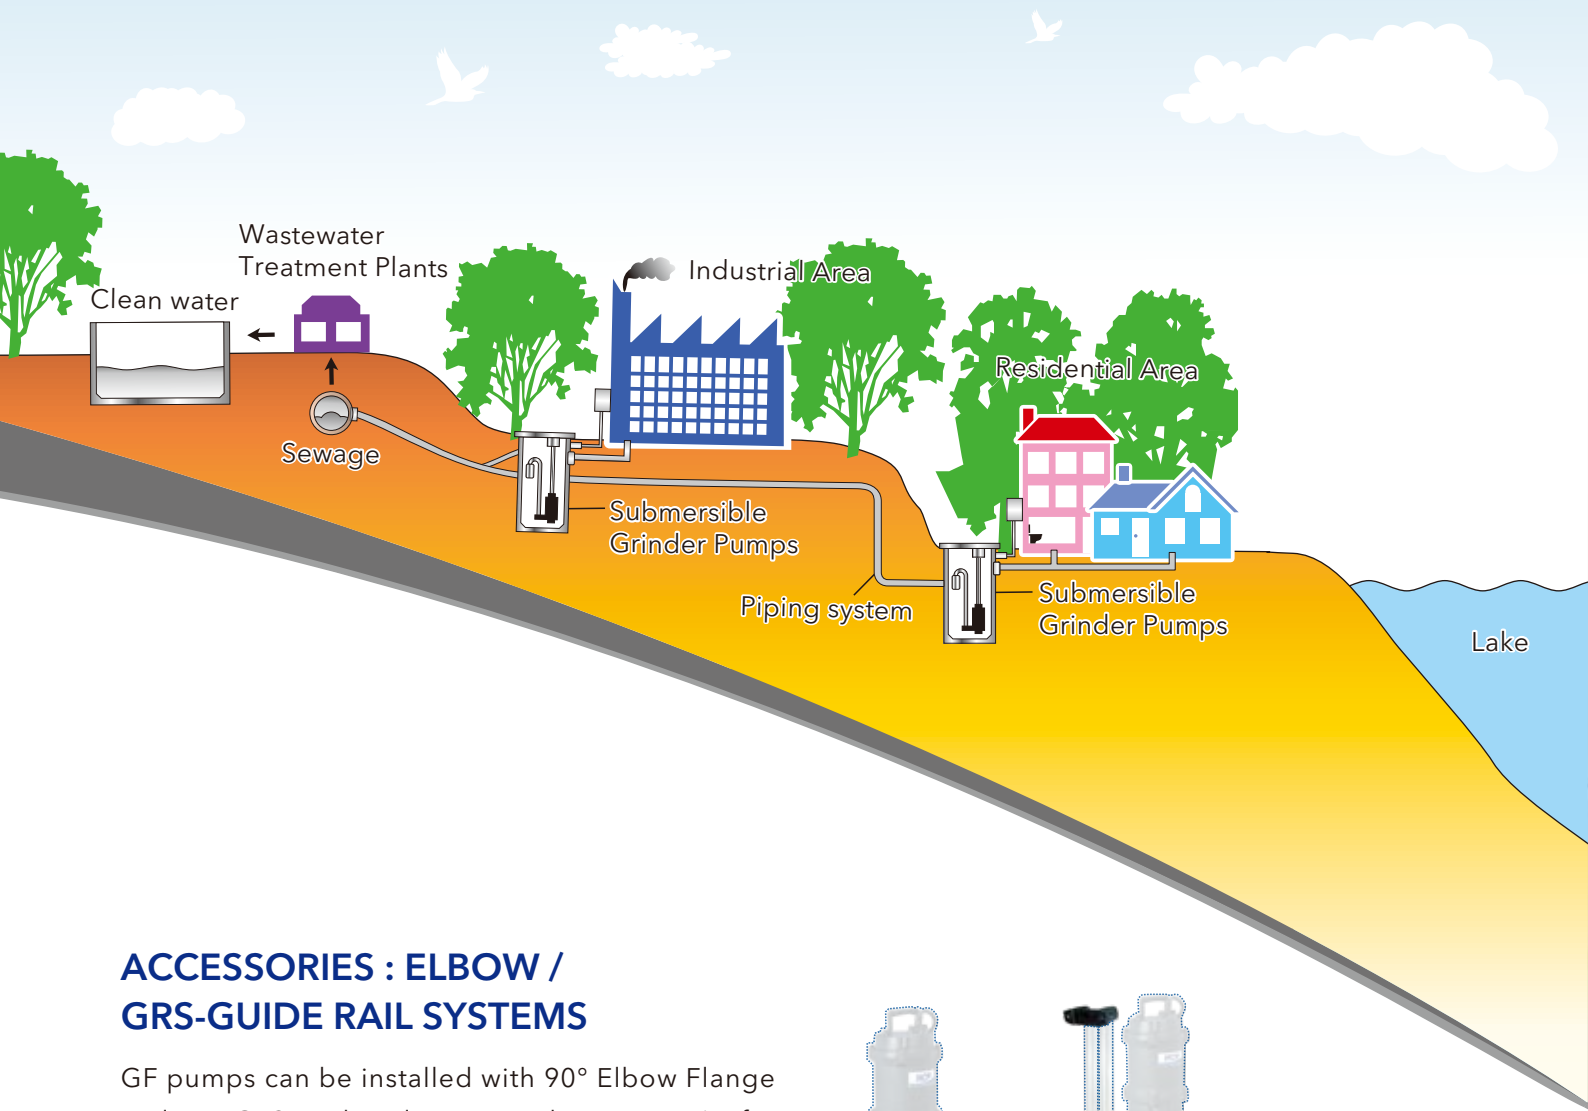 Wastewater
Treatment Plants
Clean water
Industrial Area
Residential Area
Sewage
Submersible
Grinder Pumps
Piping system
Submersible
Grinder Pumps
Lake
ACCESSORIES : ELBOW /
GRS-GUIDE RAIL SYSTEMS
GF pumps can be installed with 90° Elbow Flange